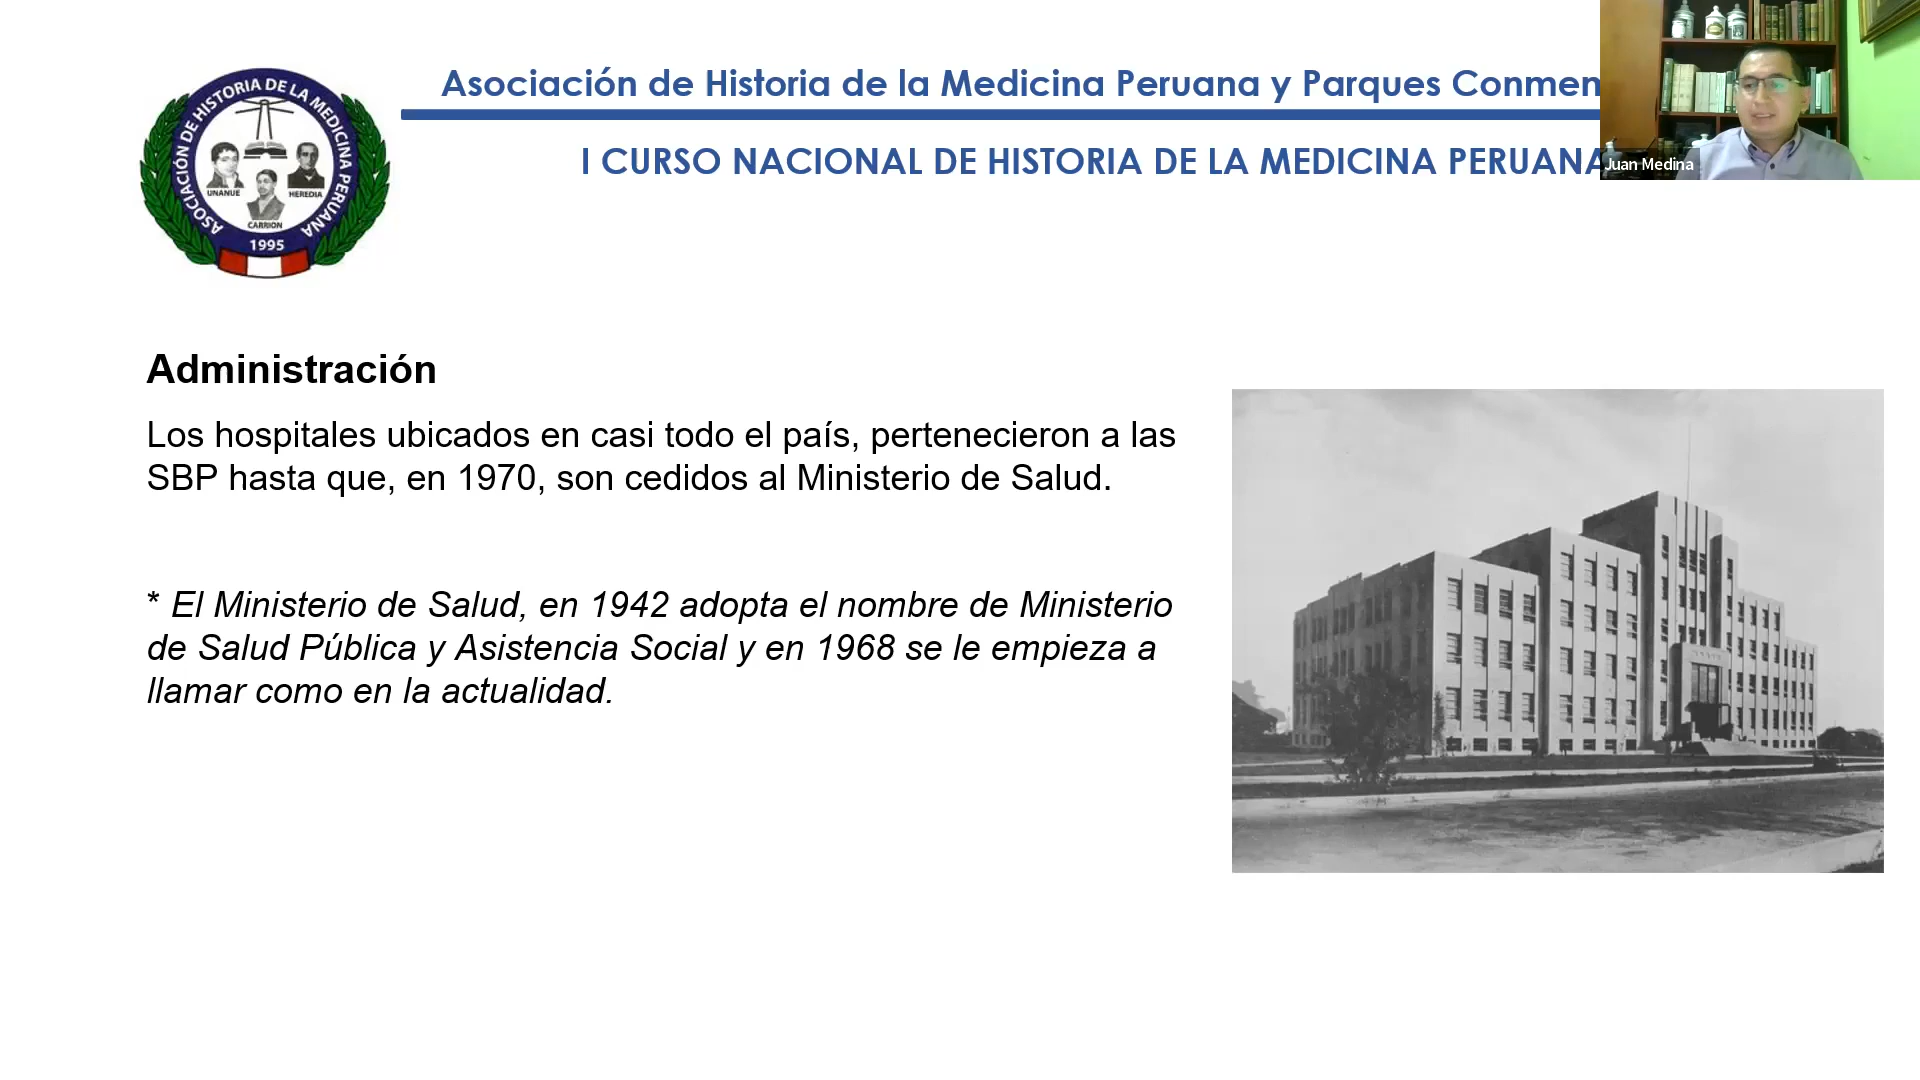 ASOCIACIÓN DE HISTORIA DE LA MEDICINA PERUANA
UNANUE
HEREDIA
CARRION
1995
Asociación de Historia de la Medicina Peruana y Parques Conmen
I CURSO NACIONAL DE HISTORIA DE LA MEDICINA PERUANA
Juan Medina
Administración
Los hospitales ubicados en casi todo el país, pertenecieron a las
SBP hasta que, en 1970, son cedidos al Ministerio de Salud.
* El Ministerio de Salud, en 1942 adopta el nombre de Ministerio
de Salud Pública y Asistencia Social y en 1968 se le empieza a
llamar como en la actualidad.